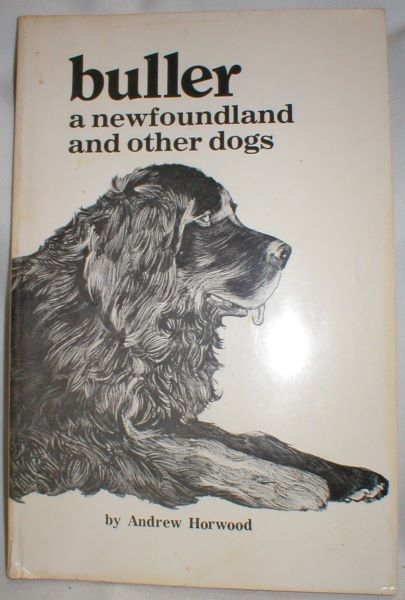 buller
a newfoundland
and other dogs
by Andrew Horwood